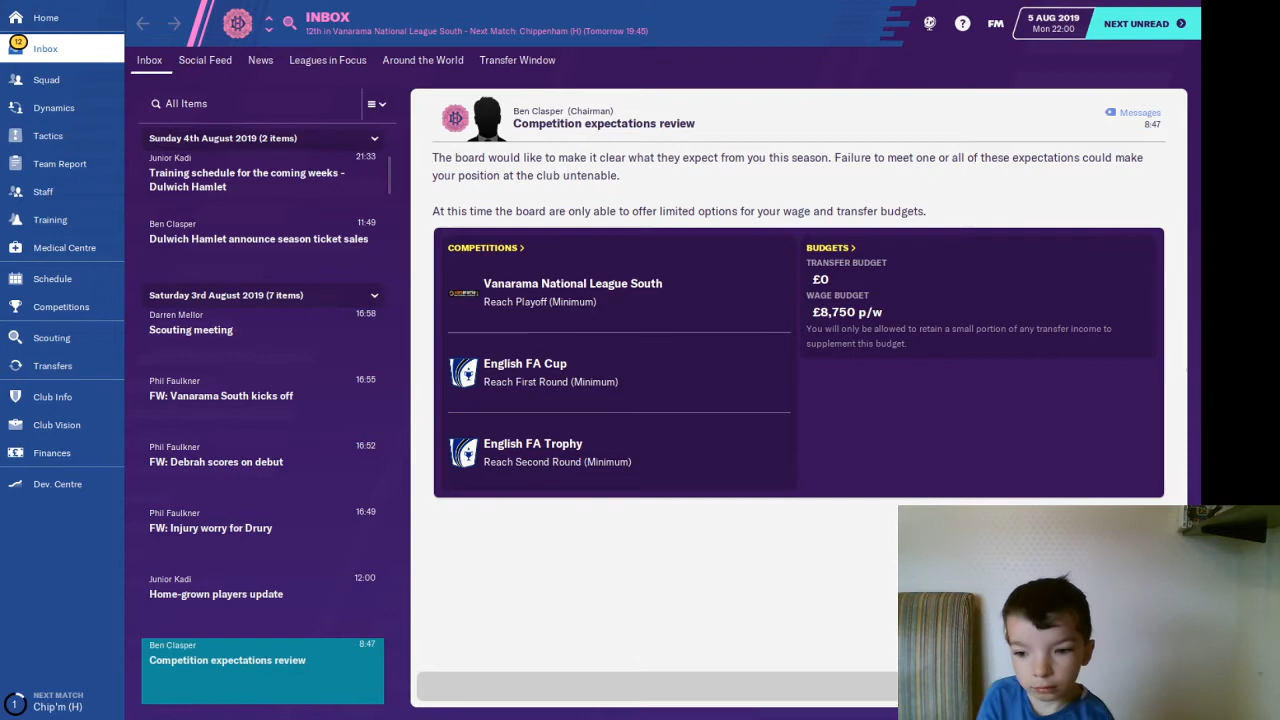 Home
INBOX
12th in Vanarama National League South - Next Match: Chippenham (H) (Tomorrow 19:45)
?
FM
5 AUG 2019
Mon 22:00
NEXT UNREAD
12
Inbox
Squad
Dynamics
Tactics
Team Report
Staff
Training
Medical Centre
Schedule
Competitions
Scouting
Transfers
Club Info
Club Vision
Finances
Dev. Centre
1
NEXT MATCH
Chip'm (H)
Inbox
Social Feed
News
Leagues in Focus
Around the World
Transfer Window
All Items
Sunday 4th August 2019 (2 items)
Junior Kadi 21:33
Training schedule for the coming weeks -
Dulwich Hamlet
Ben Clasper 11:49
Dulwich Hamlet announce season ticket sales
Saturday 3rd August 2019 (7 items)
Darren Mellor 16:58
Scouting meeting
Phil Faulkner 16:55
FW: Vanarama South kicks off
Phil Faulkner 16:52
FW: Debrah scores on debut
Phil Faulkner 16:49
FW: Injury worry for Drury
Junior Kadi 12:00
Home-grown players update
Ben Clasper 8:47
Competition expectations review
Ben Clasper (Chairman)
Competition expectations review
Messages
8:47
The board would like to make it clear what they expect from you this season. Failure to meet one or all of these expectations could make
your position at the club untenable.
At this time the board are only able to offer limited options for your wage and transfer budgets.
COMPETITIONS >
Vanarama National League South
Reach Playoff (Minimum)
English FA Cup
Reach First Round (Minimum)
English FA Trophy
Reach Second Round (Minimum)
BUDGETS >
TRANSFER BUDGET
£0
WAGE BUDGET
£8,750 p/w
You will only be allowed to retain a small portion of any transfer income to
supplement this budget.